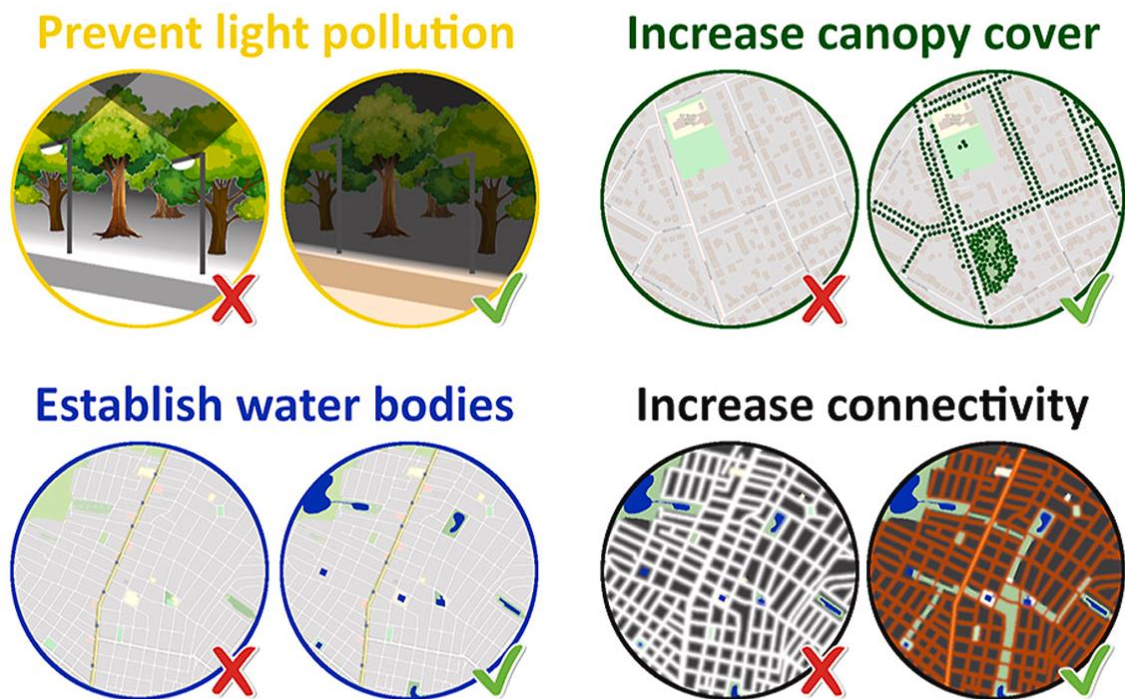 Prevent light pollution
Increase canopy cover
Establish water bodies
Increase connectivity